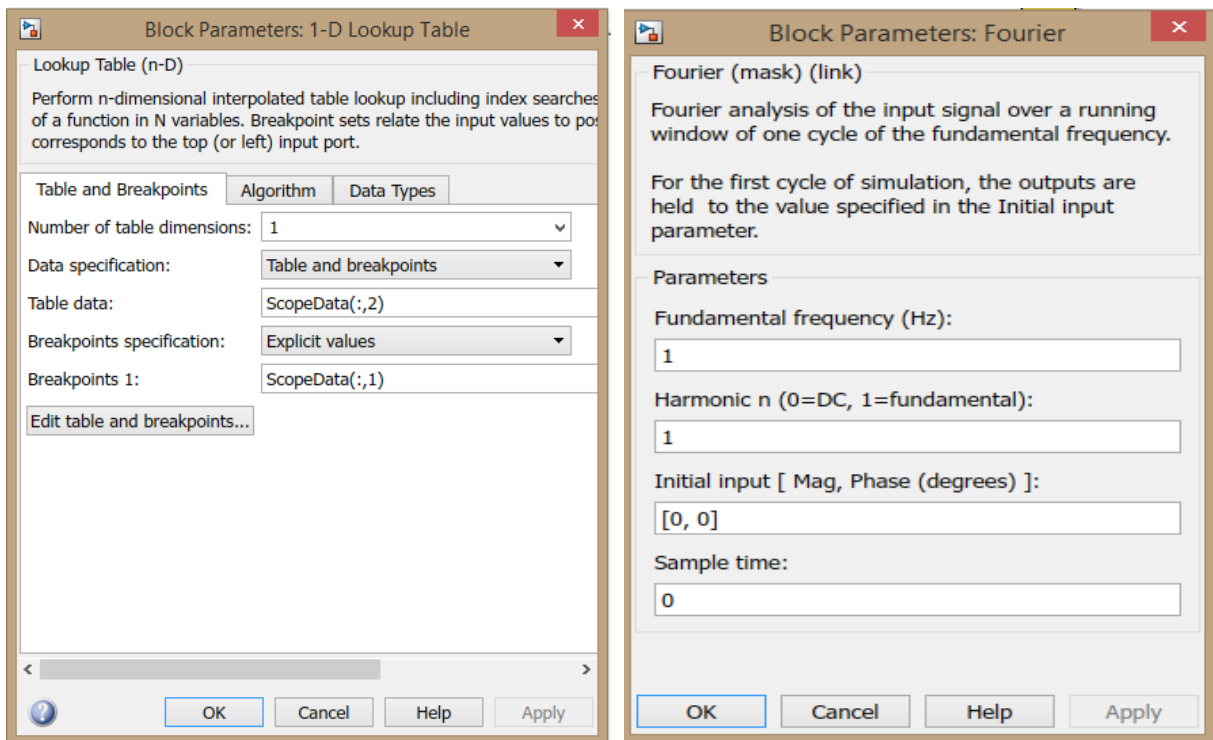 Block Parameters: 1-D Lookup Table
Lookup Table (n-D)
Perform n-dimensional interpolated table lookup including index searches
of a function in N variables. Breakpoint sets relate the input values to
corresponds to the top (or left) input port.
Table and Breakpoints Algorithm Data Types
Number of table dimensions: 1
Data specification: Table and breakpoints
Table data: ScopeData(:,2)
Breakpoints specification: Explicit values
Breakpoints 1: ScopeData(:,1)
Edit table and breakpoints...
OK Cancel Help Apply
Block Parameters: Fourier
Fourier (mask) (link)
Fourier analysis of the input signal over a running
window of one cycle of the fundamental frequency.
For the first cycle of simulation, the outputs are
held to the value specified in the Initial input
parameter.
Parameters
Fundamental frequency (Hz):
1
Harmonic n (0=DC, 1=fundamental):
1
Initial input [ Mag, Phase (degrees) ]:
[0, 0]
Sample time:
0
OK Cancel Help Apply